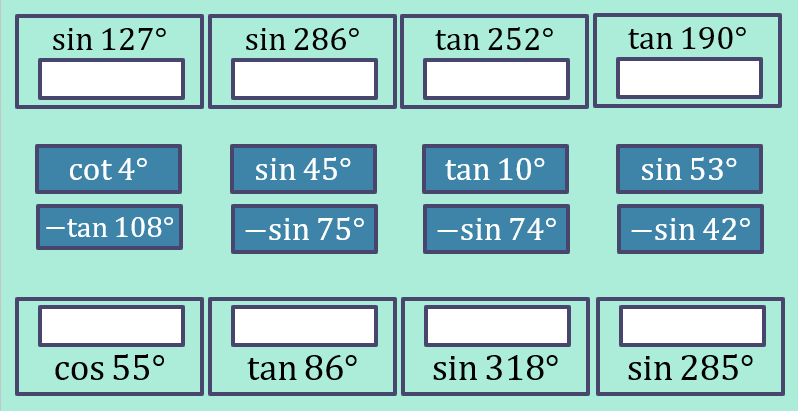 sin 127° sin 286° tan 252° tan 190°
cot 4° sin 45° tan 10° sin 53°
−tan 108° −sin 75° −sin 74° −sin 42°
cos 55° tan 86° sin 318° sin 285°